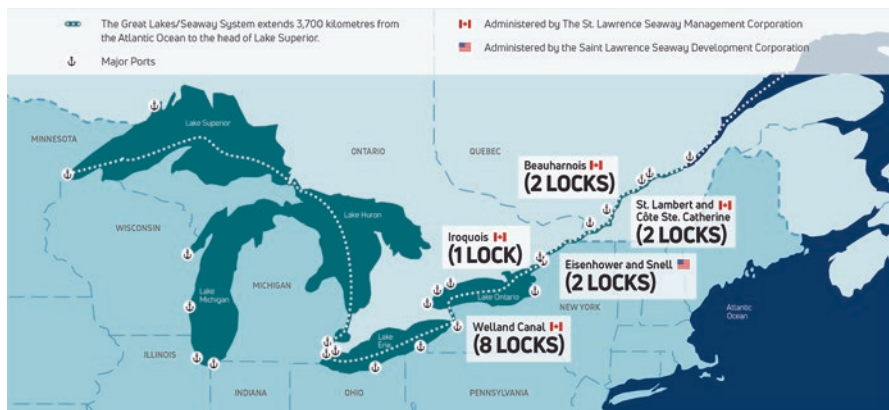 The Great Lakes/Seaway System extends 3,700 kilometres from
the Atlantic Ocean to the head of Lake Superior.
Major Ports
Administered by The St. Lawrence Seaway Management Corporation
Administered by the Saint Lawrence Seaway Development Corporation
MINNESOTA
Lake Superior
ONTARIO
QUEBEC
Beauharnois
(2 LOCKS)
St. Lambert and
Côte Ste. Catherine
(2 LOCKS)
WISCONSIN
Lake Huron
Iroquois
(1 LOCK)
Eisenhower and Snell
(2 LOCKS)
MICHIGAN
Lake
Michigan
Lake Ontario
NEW YORK
Atlantic
Ocean
Welland Canal
(8 LOCKS)
Lake
Erie
ILLINOIS
INDIANA
OHIO
PENNSYLVANIA